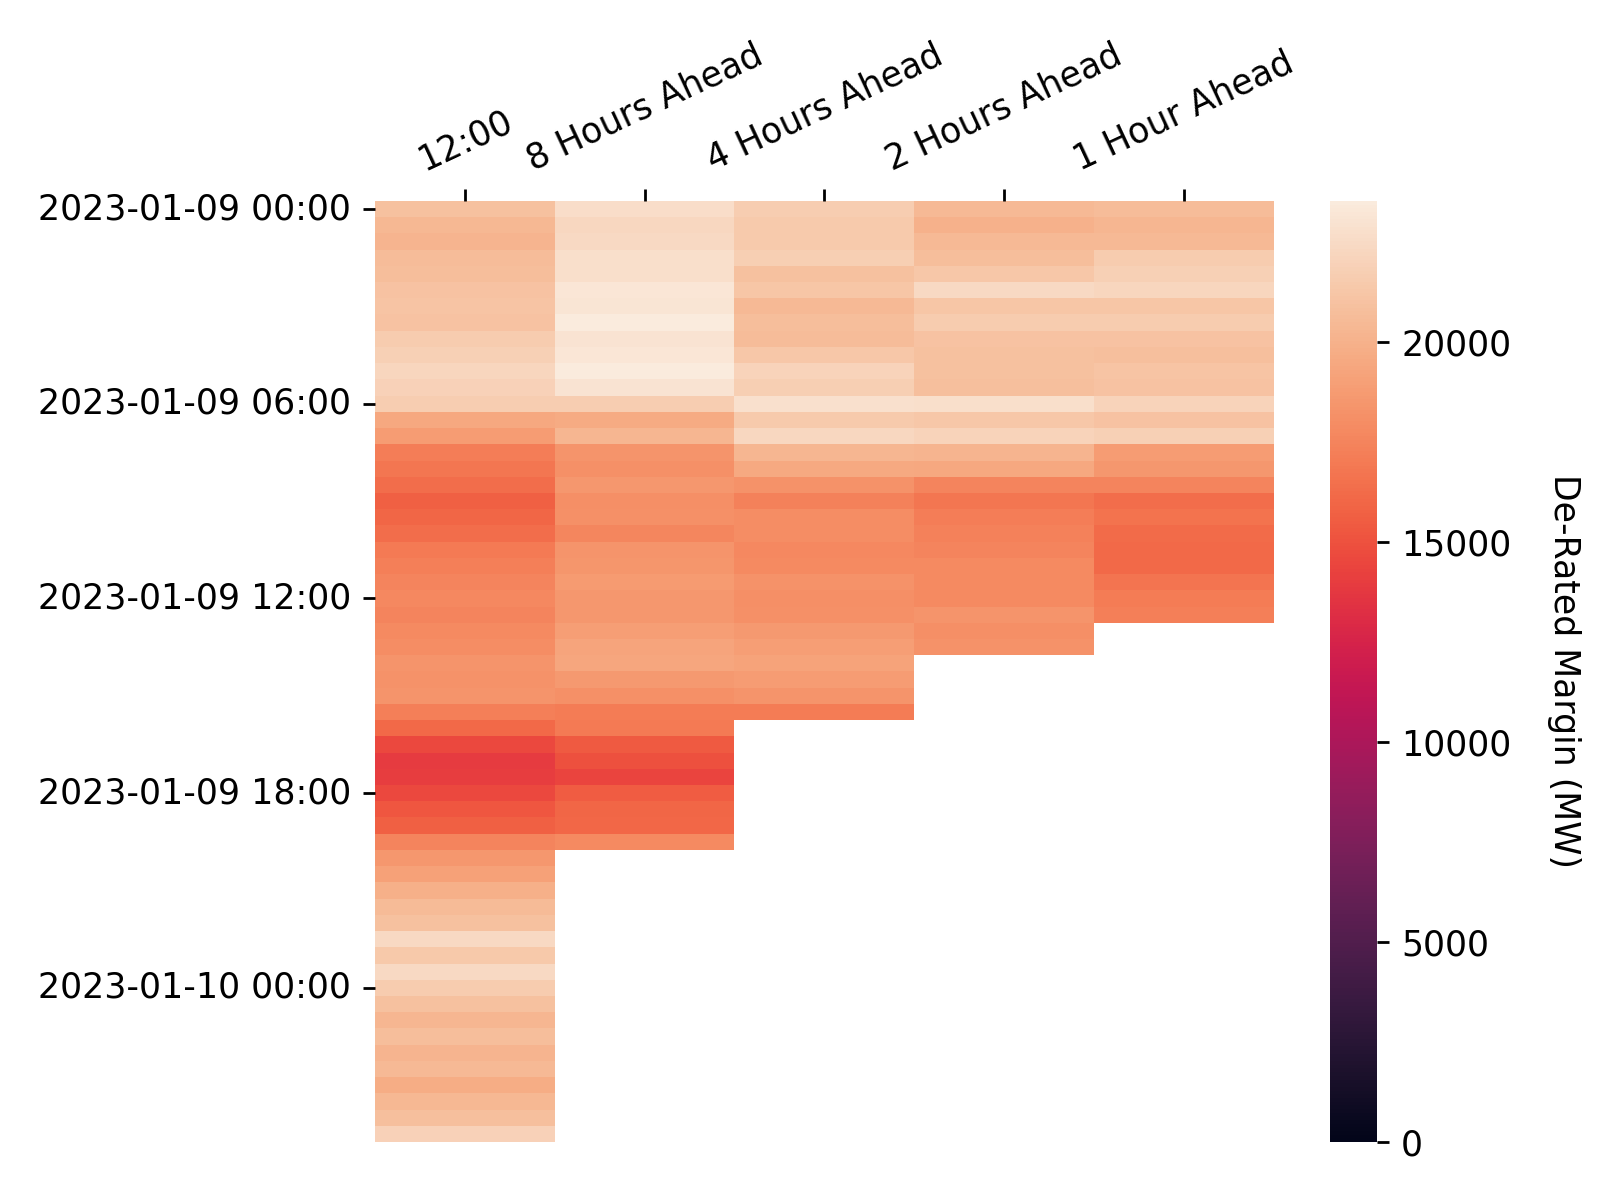 12:00
8 Hours Ahead
4 Hours Ahead
2 Hours Ahead
1 Hour Ahead
2023-01-09 00:00
2023-01-09 06:00
2023-01-09 12:00
2023-01-09 18:00
2023-01-10 00:00
20000
15000
10000
5000
0
De-Rated Margin (MW)